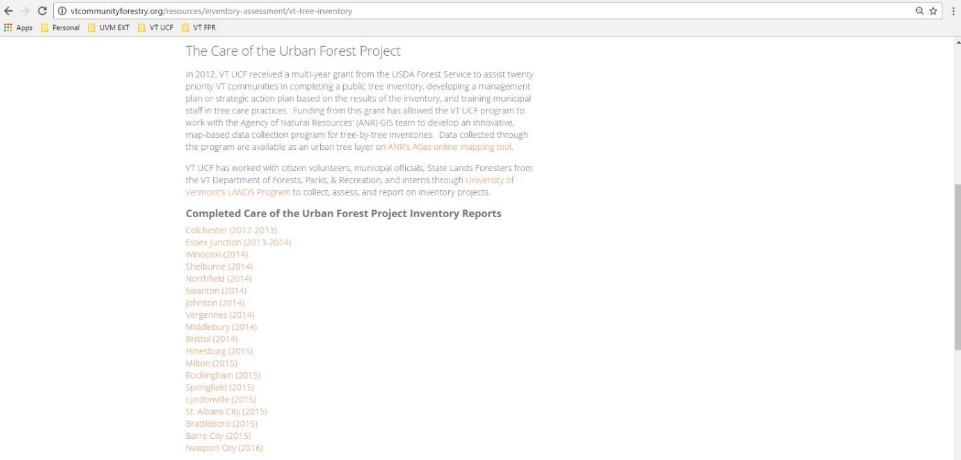 vtcommunityforestry.org/resources/inventory-assessment/vt-tree-inventory
Apps Personal UVM EXT VT UCF VT FPR
The Care of the Urban Forest Project
In 2012, VT UCF received a multi-year grant from the USDA Forest Service to assist twenty
priority VT communities in completing a public tree inventory, developing a management
plan or strategic action plan based on the results of the inventory, and training municipal
staff in tree care practices. Funding from this grant has allowed the VT UCF program to
work with the Agency of Natural Resources' (ANR) GIS team to develop an innovative,
map-based data collection program for tree-by-tree inventories. Data collected through
the program are available as an urban tree layer on ANR's Atlas online mapping tool.
VT UCF has worked with citizen volunteers, municipal officials, State Lands Foresters from
the VT Department of Forests, Parks, & Recreation, and interns through University of
Vermont's LANDS Program to collect, assess, and report on inventory projects.
Completed Care of the Urban Forest Project Inventory Reports
Colchester (2012-2013)
Essex Junction (2013-2014)
Winooski (2014)
Shelburne (2014)
Northfield (2014)
Swanton (2014)
Johnson (2014)
Vergennes (2014)
Middlebury (2014)
Bristol (2014)
Hinesburg (2015)
Milton (2015)
Rockingham (2015)
Springfield (2015)
Lyndonville (2015)
St. Albans City (2015)
Brattleboro (2015)
Barre City (2015)
Newport City (2016)